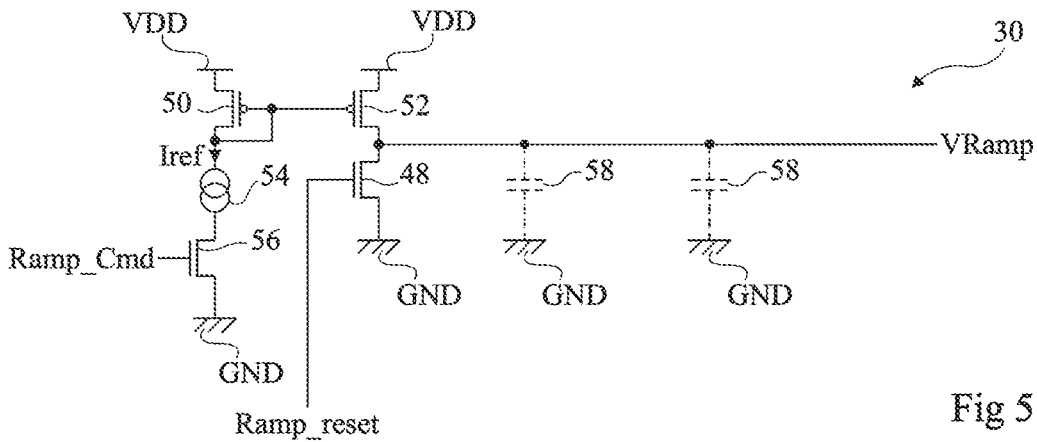 VDD
VDD
30
50
52
Iref
VRamp
54
48
58
58
56
Ramp_Cmd
GND
GND
GND
GND
Ramp_reset
Fig 5